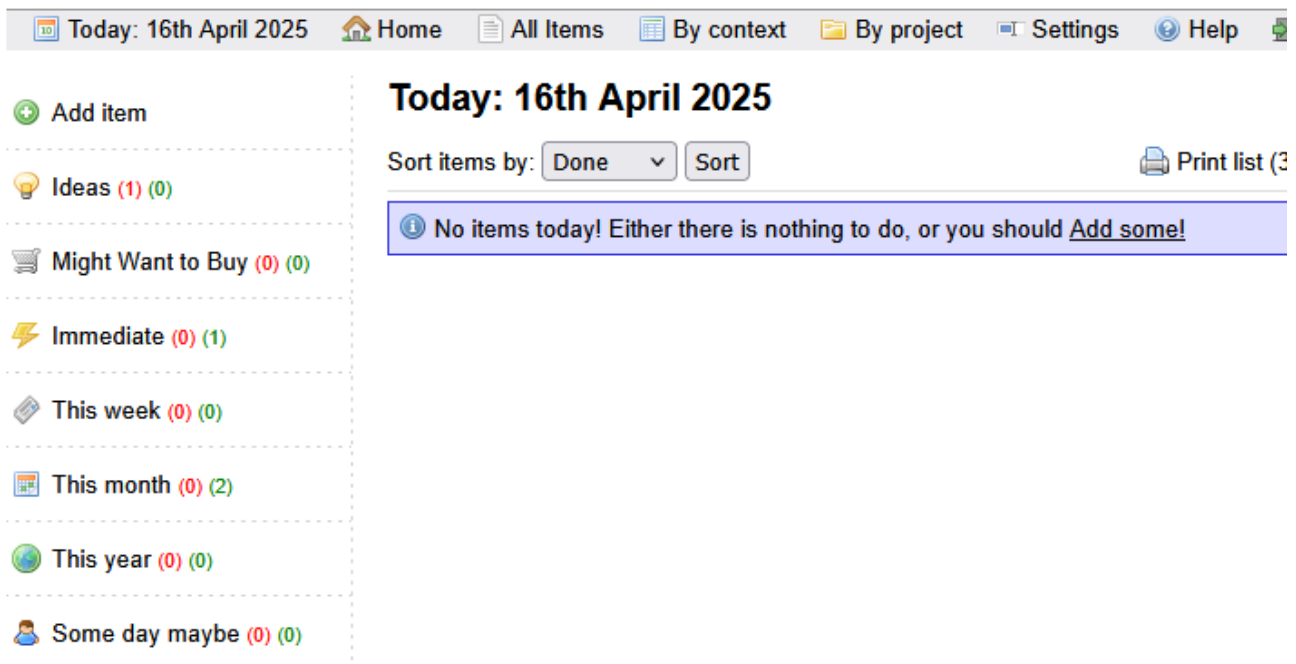 Today: 16th April 2025 Home All Items By context By project Settings Help
Add item
Ideas (1) (0)
Might Want to Buy (0) (0)
Immediate (0) (1)
This week (0) (0)
This month (0) (2)
This year (0) (0)
Some day maybe (0) (0)
Today: 16th April 2025
Sort items by: Done Sort Print list (3
No items today! Either there is nothing to do, or you should Add some!